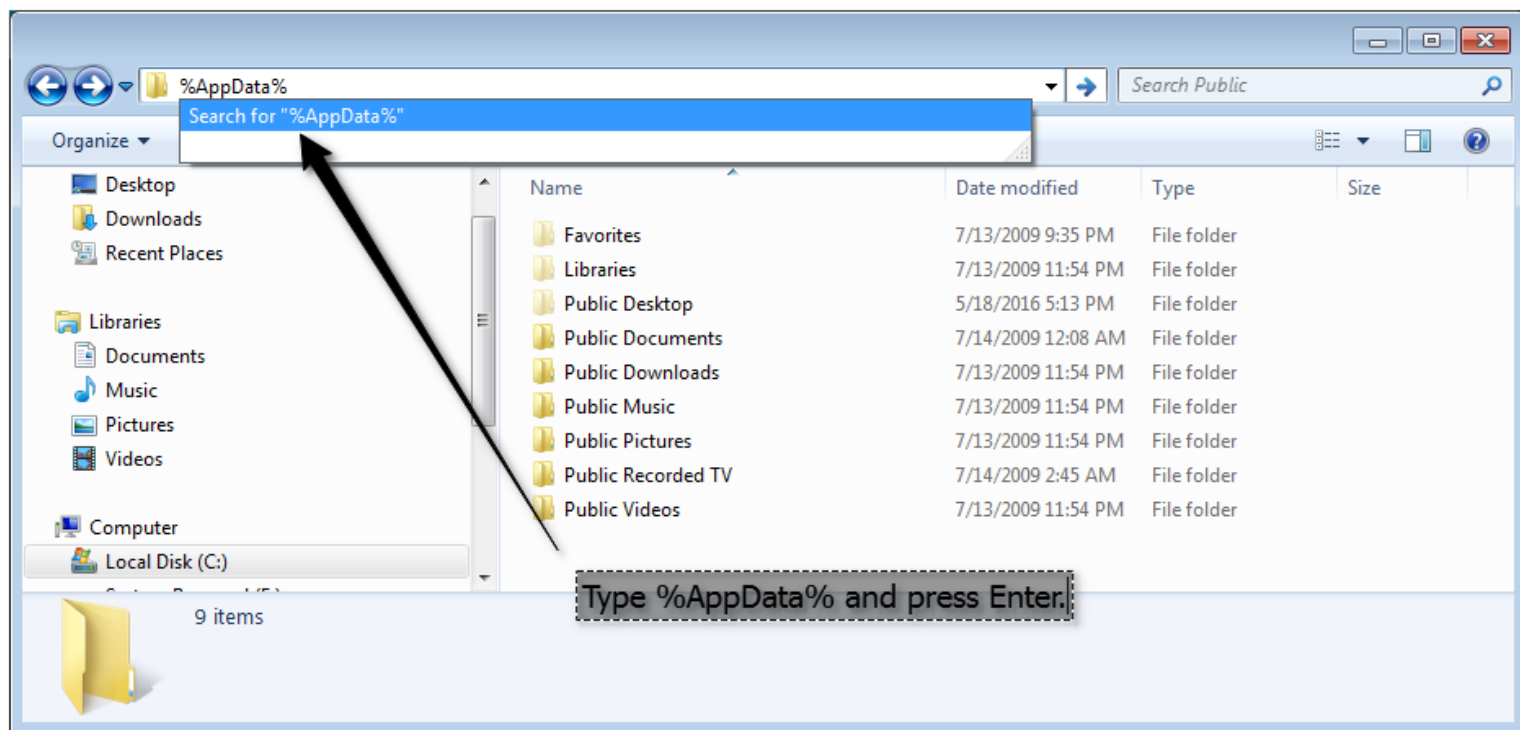 %AppData%
Search Public
Search for "%AppData%"
Organize
Desktop
Downloads
Recent Places
Libraries
Documents
Music
Pictures
Videos
Computer
Local Disk (C:)
Name Date modified Type Size
Favorites 7/13/2009 9:35 PM File folder
Libraries 7/13/2009 11:54 PM File folder
Public Desktop 5/18/2016 5:13 PM File folder
Public Documents 7/14/2009 12:08 AM File folder
Public Downloads 7/13/2009 11:54 PM File folder
Public Music 7/13/2009 11:54 PM File folder
Public Pictures 7/13/2009 11:54 PM File folder
Public Recorded TV 7/14/2009 2:45 AM File folder
Public Videos 7/13/2009 11:54 PM File folder
Type %AppData% and press Enter.
9 items